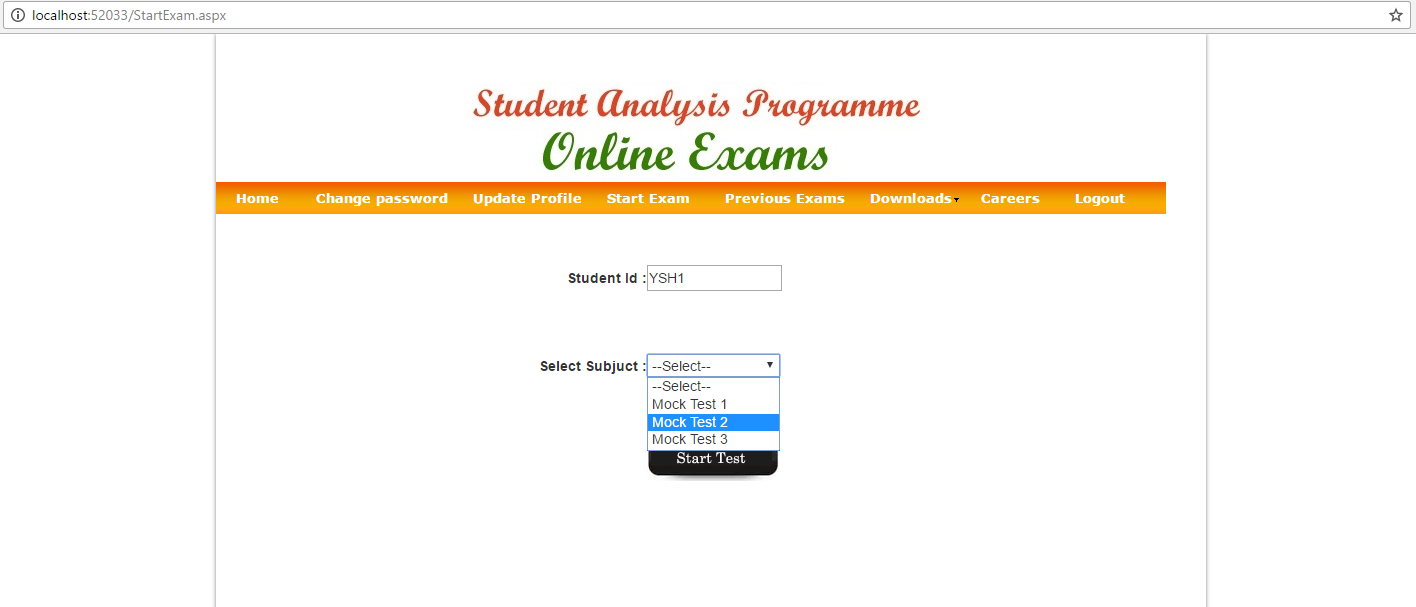 localhost:52033/StartExam.aspx
Student Analysis Programme
Online Exams
Home Change password Update Profile Start Exam Previous Exams Downloads Careers Logout
Student Id : YSH1
Select Subjuct : --Select--
--Select--
Mock Test 1
Mock Test 2
Mock Test 3
Start Test